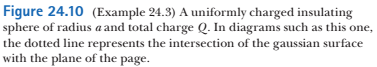 Figure 24.10 (Example 24.3) A uniformly charged insulating
sphere of radius a and total charge Q. In diagrams such as this one,
the dotted line represents the intersection of the gaussian surface
with the plane of the page.